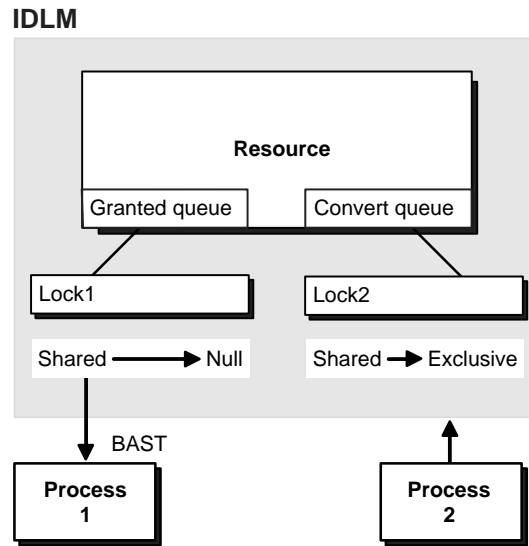 IDLM
Resource
Granted queue
Convert queue
Lock1
Lock2
Shared Null
Shared Exclusive
BAST
Process
1
Process
2